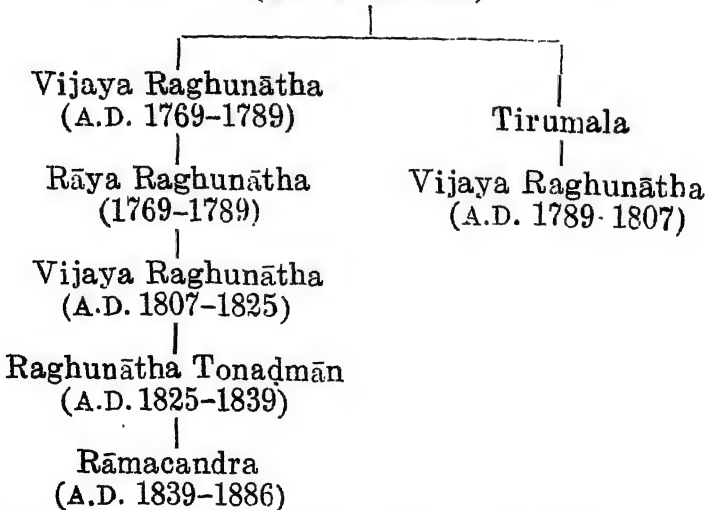 Vijaya Raghunātha
(A.D. 1769–1789)
Tirumala
Rāya Raghunātha
(1769–1789)
Vijaya Raghunātha
(A.D. 1789-1807)
Vijaya Raghunātha
(A.D. 1807–1825)
Raghunātha Tonaḍmān
(A.D. 1825–1839)
Rāmacandra
(A.D. 1839–1886)